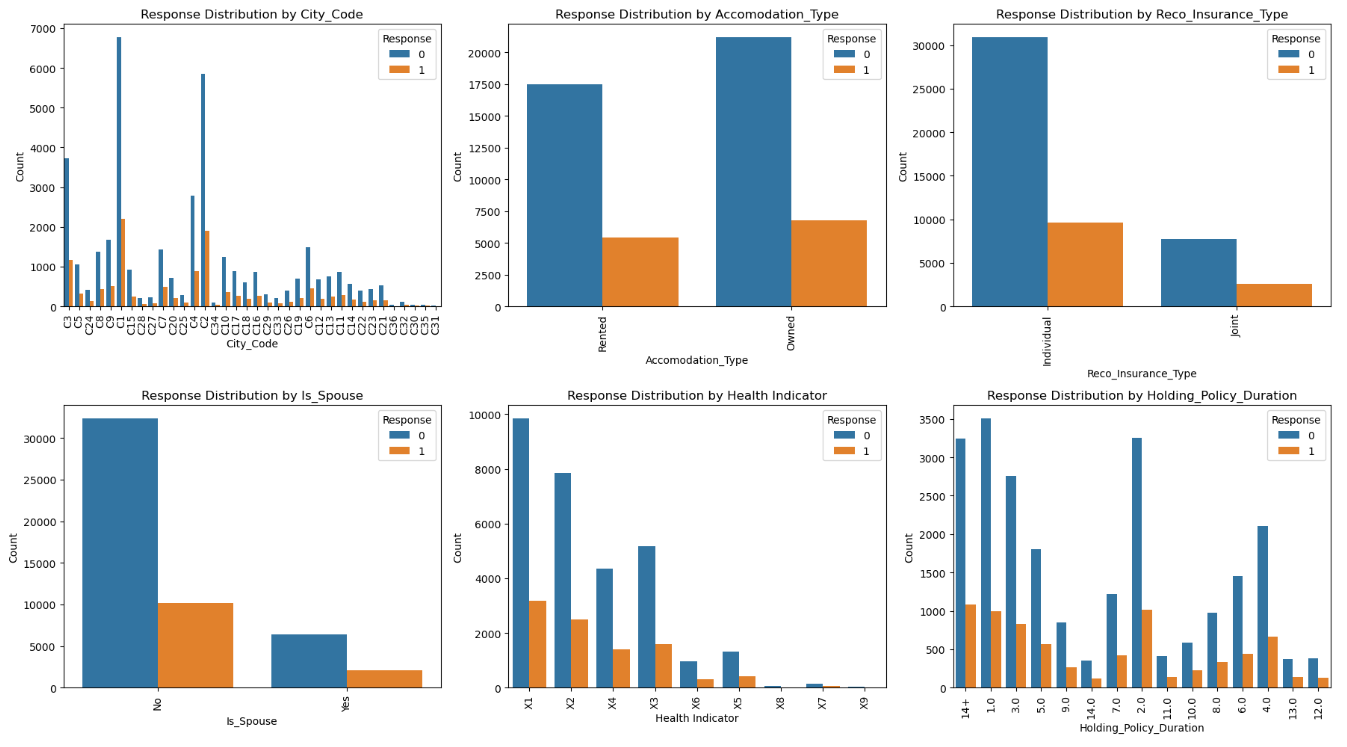 Response Distribution by City_Code
7000
6000
5000
4000
3000
2000
1000
0
Count
Response
0
1
C3 C5 C24 C8 C9 C1 C15 C28 C27 C7 C20 C25 C4 C2 C34 C10 C17 C18 C16 C29 C33 C26 C19 C6 C12 C13 C11 C14 C22 C23 C21 C36 C32 C30 C35 C31
City_Code
Response Distribution by Accomodation_Type
20000
17500
15000
12500
10000
7500
5000
2500
0
Count
Response
0
1
Rented Owned
Accomodation_Type
Response Distribution by Reco_Insurance_Type
30000
25000
20000
15000
10000
5000
0
Count
Response
0
1
Individual Joint
Reco_Insurance_Type
Response Distribution by Is_Spouse
30000
25000
20000
15000
10000
5000
0
Count
Response
0
1
No Yes
Is_Spouse
Response Distribution by Health Indicator
10000
8000
6000
4000
2000
0
Count
Response
0
1
X1 X2 X4 X3 X6 X5 X8 X7 X9
Health Indicator
Response Distribution by Holding_Policy_Duration
3500
3000
2500
2000
1500
1000
500
0
Count
Response
0
1
14+ 1.0 3.0 5.0 9.0 14.0 7.0 2.0 11.0 10.0 8.0 6.0 4.0 13.0 12.0
Holding_Policy_Duration